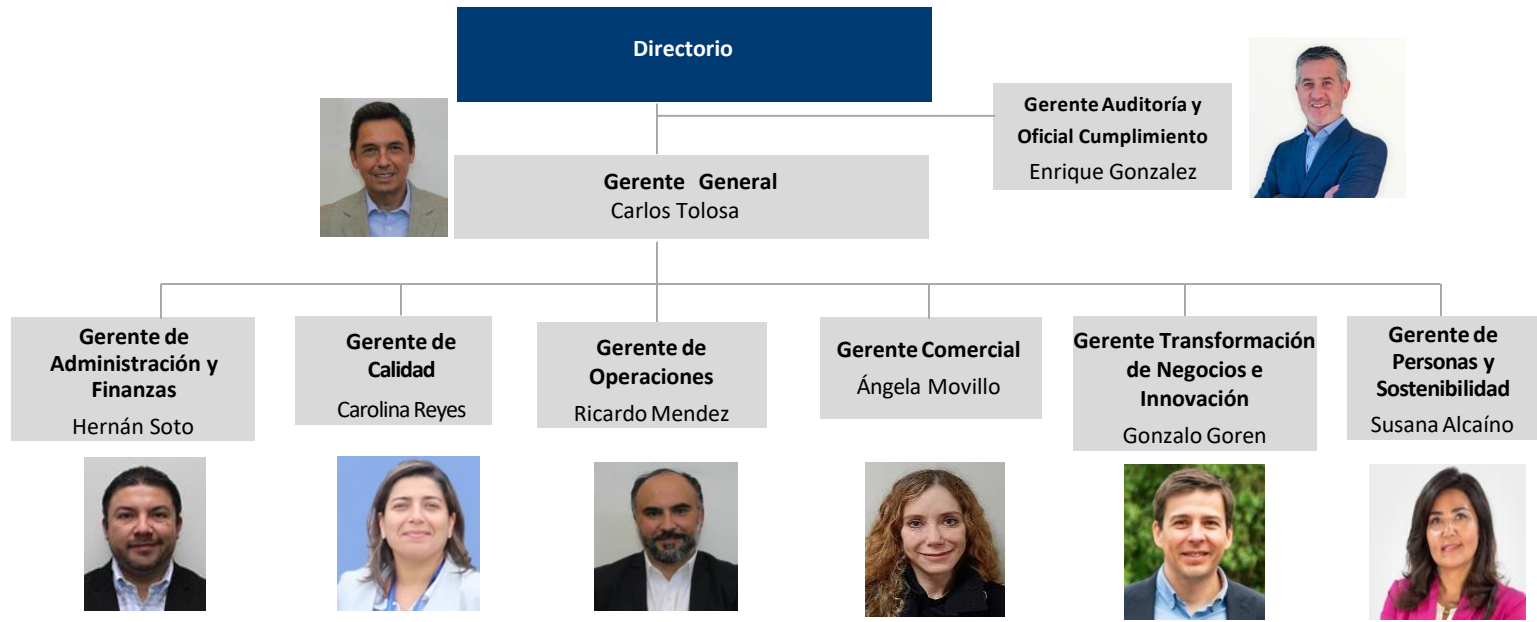 Directorio
Gerente Auditoría y
Oficial Cumplimiento
Enrique Gonzalez
Gerente General
Carlos Tolosa
Gerente de
Administración y
Finanzas
Hernán Soto
Gerente de
Calidad
Carolina Reyes
Gerente de
Operaciones
Ricardo Mendez
Gerente Comercial
Ángela Movillo
Gerente Transformación
de Negocios e
Innovación
Gonzalo Goren
Gerente de
Personas y
Sostenibilidad
Susana Alcaíno